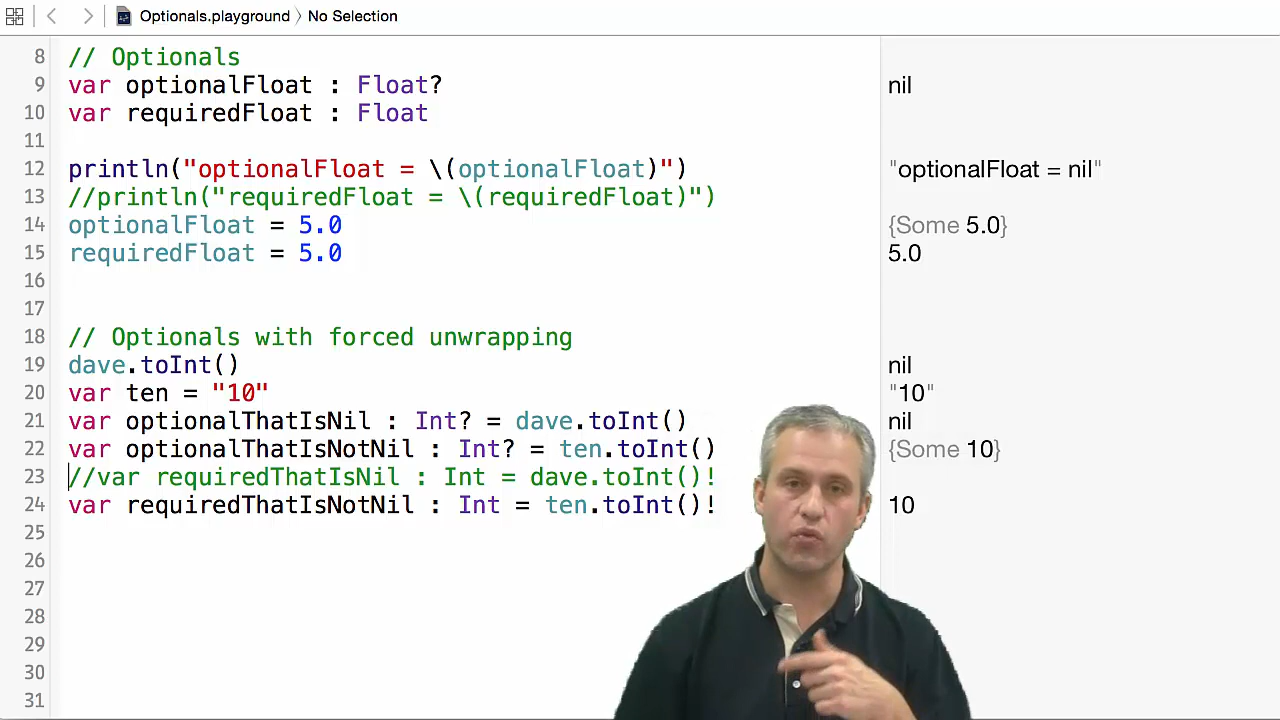 Optionals.playground No Selection
8 // Optionals
9 var optionalFloat : Float? nil
10 var requiredFloat : Float
11
12 println("optionalFloat = \(optionalFloat)") "optionalFloat = nil"
13 //println("requiredFloat = \(requiredFloat)")
14 optionalFloat = 5.0 {Some 5.0}
15 requiredFloat = 5.0 5.0
16
17
18 // Optionals with forced unwrapping
19 dave.toInt() nil
20 var ten = "10" "10"
21 var optionalThatIsNil : Int? = dave.toInt() nil
22 var optionalThatIsNotNil : Int? = ten.toInt() {Some 10}
23 //var requiredThatIsNil : Int = dave.toInt()!
24 var requiredThatIsNotNil : Int = ten.toInt()! 10
25
26
27
28
29
30
31